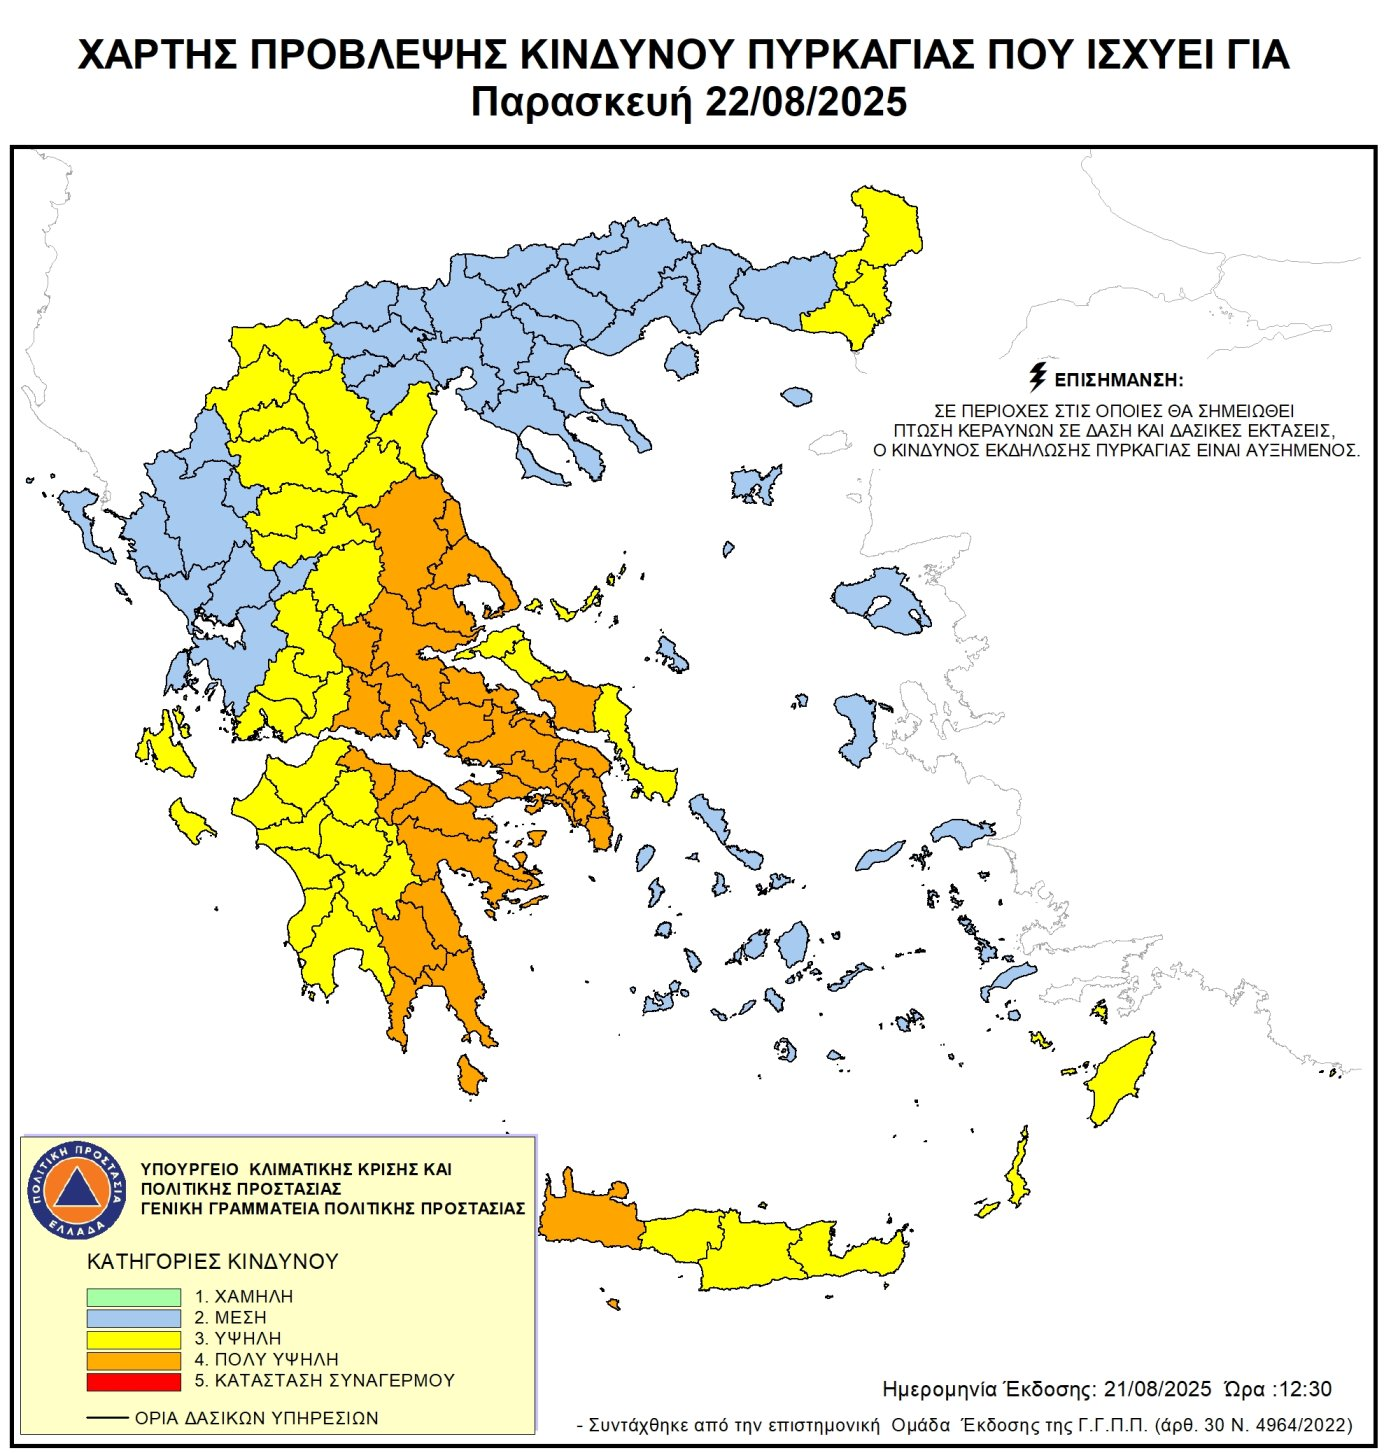 ΧΑΡΤΗΣ ΠΡΟΒΛΕΨΗΣ ΚΙΝΔΥΝΟΥ ΠΥΡΚΑΓΙΑΣ ΠΟΥ ΙΣΧΥΕΙ ΓΙΑ
Παρασκευή 22/08/2025
ΕΠΙΣΗΜΑΝΣΗ:
ΣΕ ΠΕΡΙΟΧΕΣ ΣΤΙΣ ΟΠΟΙΕΣ ΘΑ ΣΗΜΕΙΩΘΕΙ
ΠΤΩΣΗ ΚΕΡΑΥΝΩΝ ΣΕ ΔΑΣΗ ΚΑΙ ΔΑΣΙΚΕΣ ΕΚΤΑΣΕΙΣ,
Ο ΚΙΝΔΥΝΟΣ ΕΚΔΗΛΩΣΗΣ ΠΥΡΚΑΓΙΑΣ ΕΙΝΑΙ ΑΥΞΗΜΕΝΟΣ.
ΠΟΛΙΤΙΚΗ ΠΡΟΣΤΑΣΙΑ
ΕΛΛΑΔΑ
ΥΠΟΥΡΓΕΙΟ ΚΛΙΜΑΤΙΚΗΣ ΚΡΙΣΗΣ ΚΑΙ
ΠΟΛΙΤΙΚΗΣ ΠΡΟΣΤΑΣΙΑΣ
ΓΕΝΙΚΗ ΓΡΑΜΜΑΤΕΙΑ ΠΟΛΙΤΙΚΗΣ ΠΡΟΣΤΑΣΙΑΣ
ΚΑΤΗΓΟΡΙΕΣ ΚΙΝΔΥΝΟΥ
1. ΧΑΜΗΛΗ
2. ΜΕΣΗ
3. ΥΨΗΛΗ
4. ΠΟΛΥ ΥΨΗΛΗ
5. ΚΑΤΑΣΤΑΣΗ ΣΥΝΑΓΕΡΜΟΥ
ΟΡΙΑ ΔΑΣΙΚΩΝ ΥΠΗΡΕΣΙΩΝ
Ημερομηνία Έκδοσης: 21/08/2025 Ώρα :12:30
- Συντάχθηκε από την επιστημονική Ομάδα Έκδοσης της Γ.Γ.Π.Π. (άρθ. 30 Ν. 4964/2022)